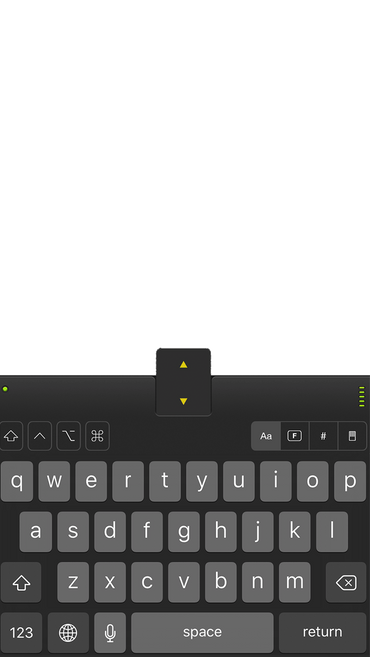 Aa F #
q w e r t y u i o p
a s d f g h j k l
z x c v b n m
123 space return